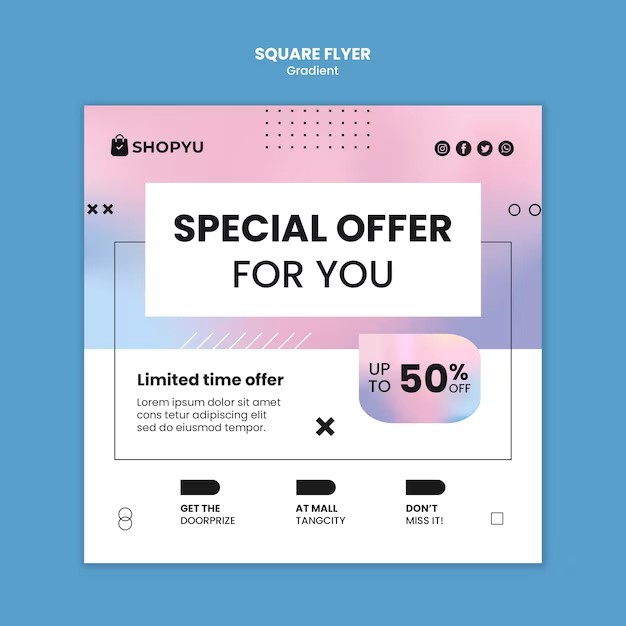 SQUARE FLYER
Gradient
SHOPYU
SPECIAL OFFER
FOR YOU
Limited time offer
Lorem ipsum dolor sit amet
cons tetur adipiscing elit
sed do eiusmod tempor.
UP
TO
50%
OFF
GET THE
DOORPRIZE
AT MALL
TANGCITY
DON'T
MISS IT!